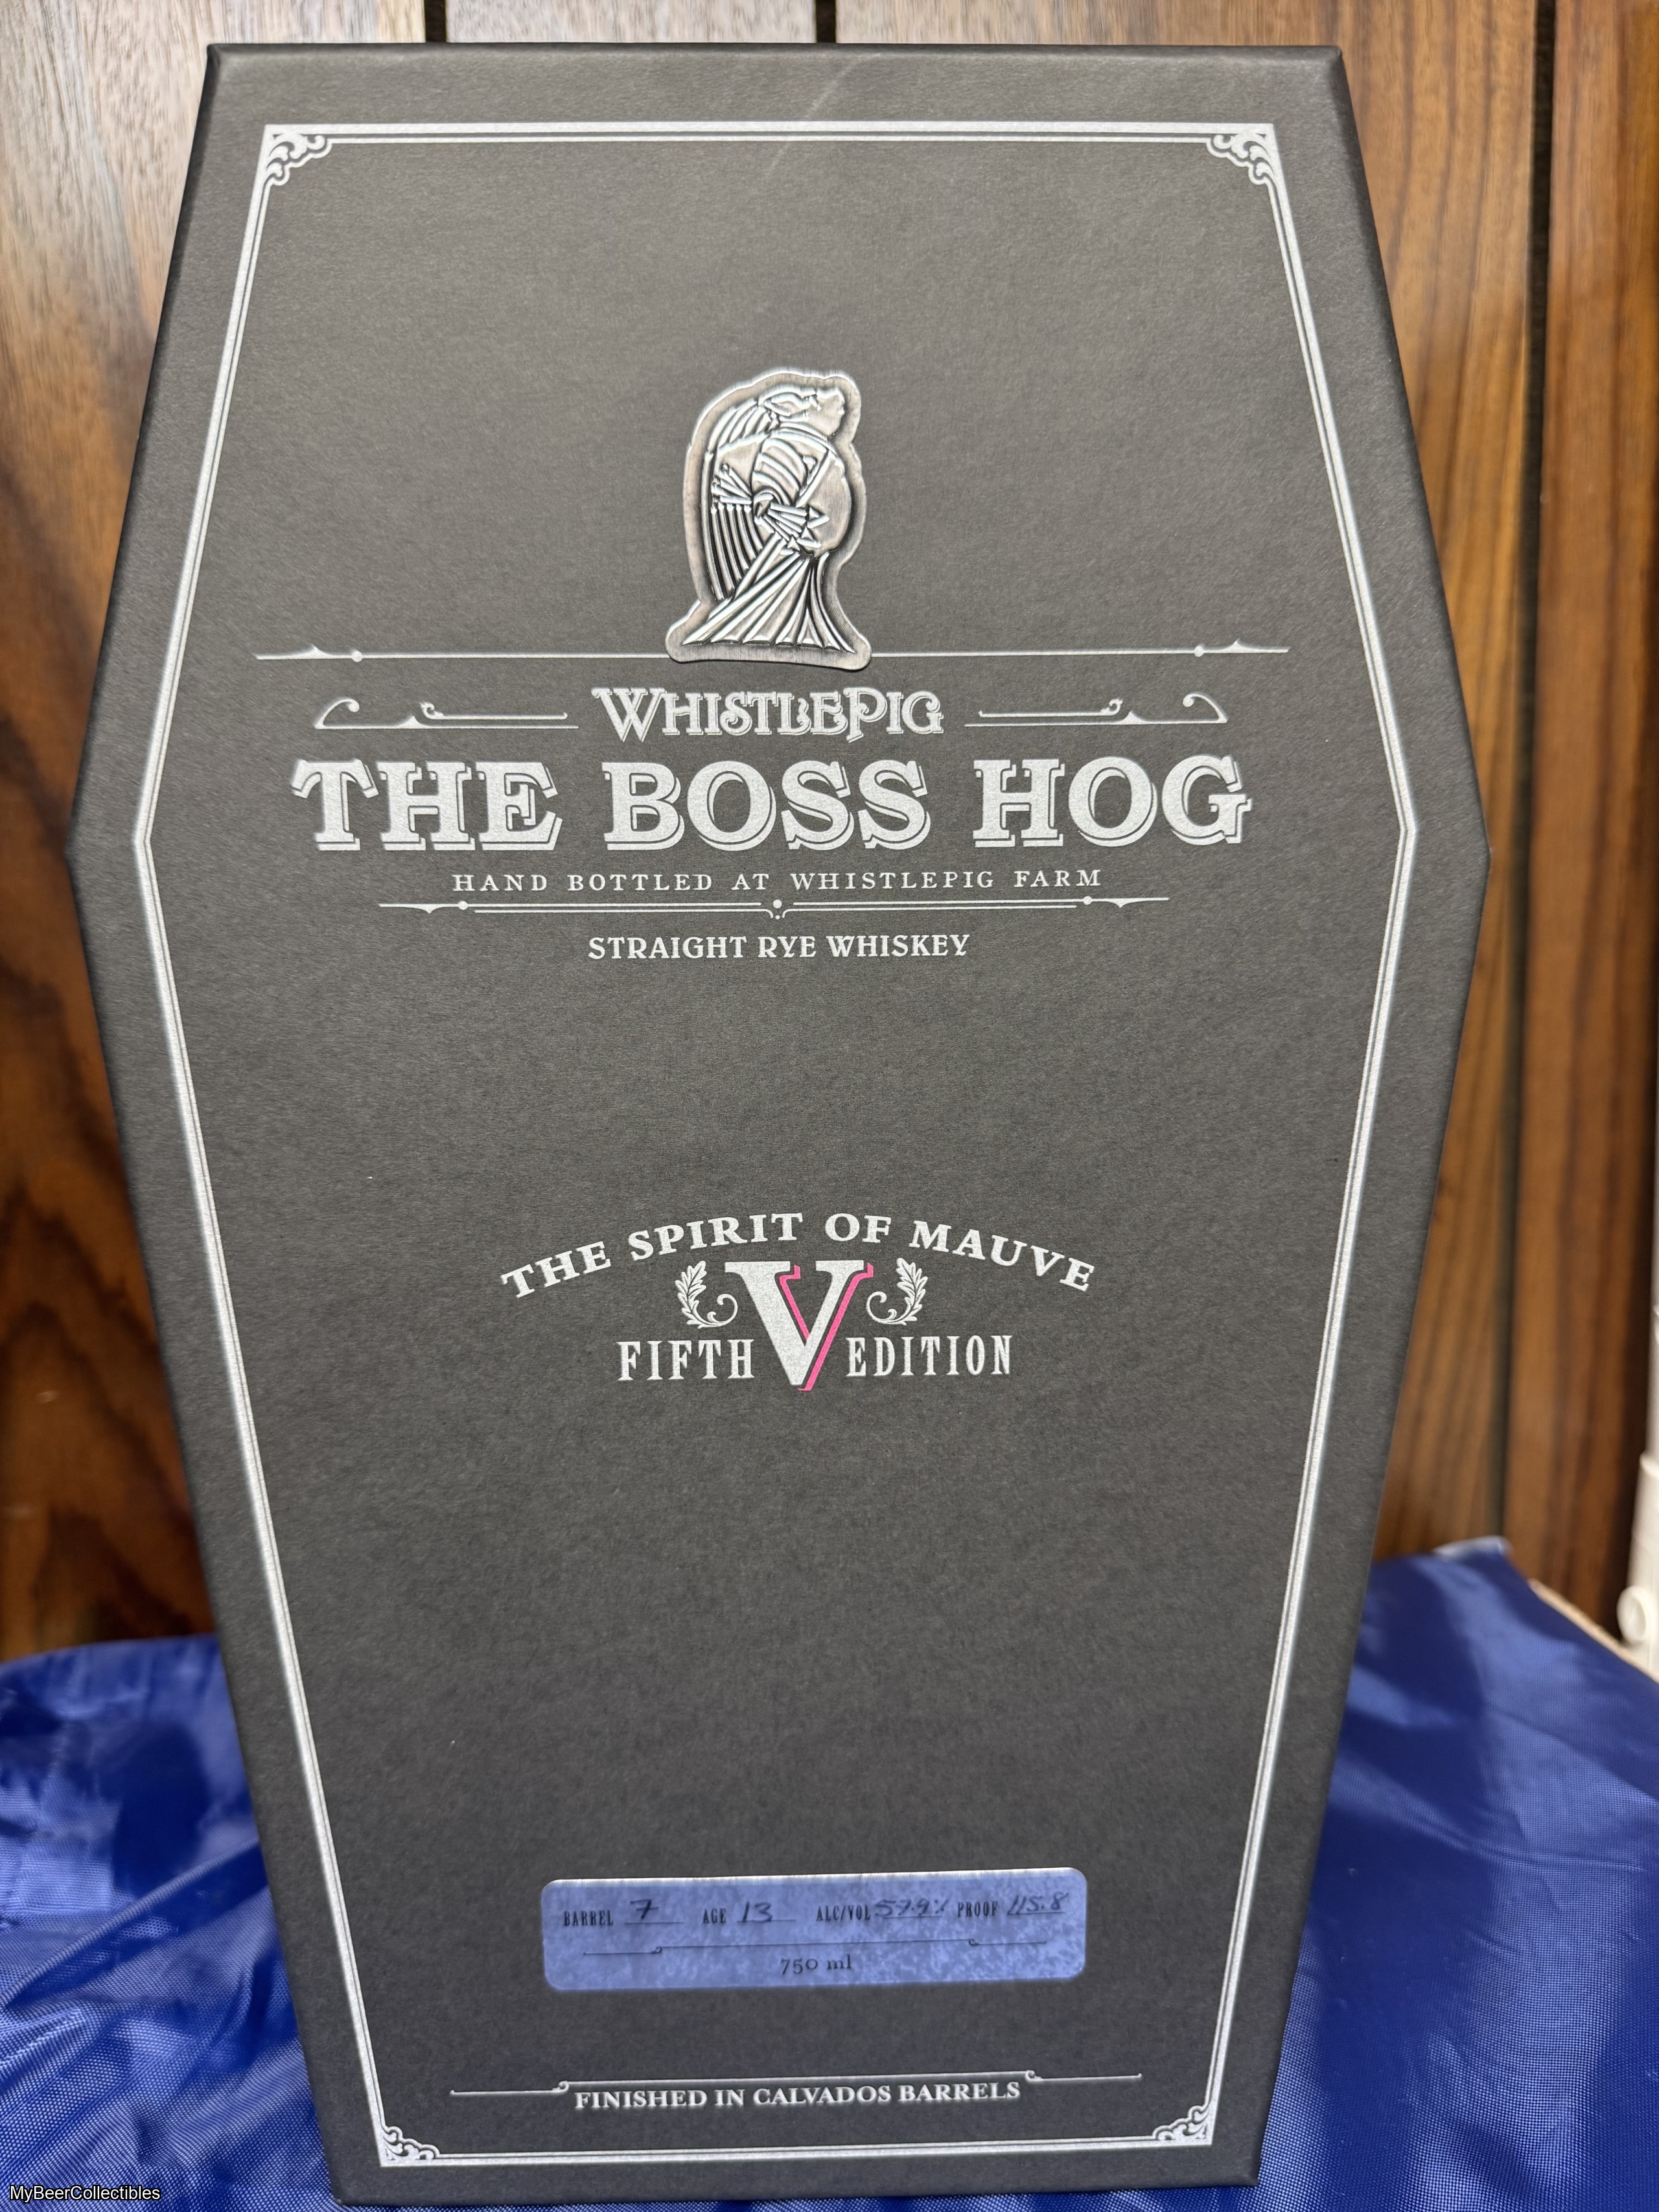 WHISTLEPIG
THE BOSS HOG
HAND BOTTLED AT WHISTLEPIG FARM
STRAIGHT RYE WHISKEY
THE SPIRIT OF MAUVE
FIFTH V EDITION
BARREL 7 AGE 13 ALC/VOL 57.9% PROOF 115.8
750 ml
FINISHED IN CALVADOS BARRELS
MyBeerCollectibles